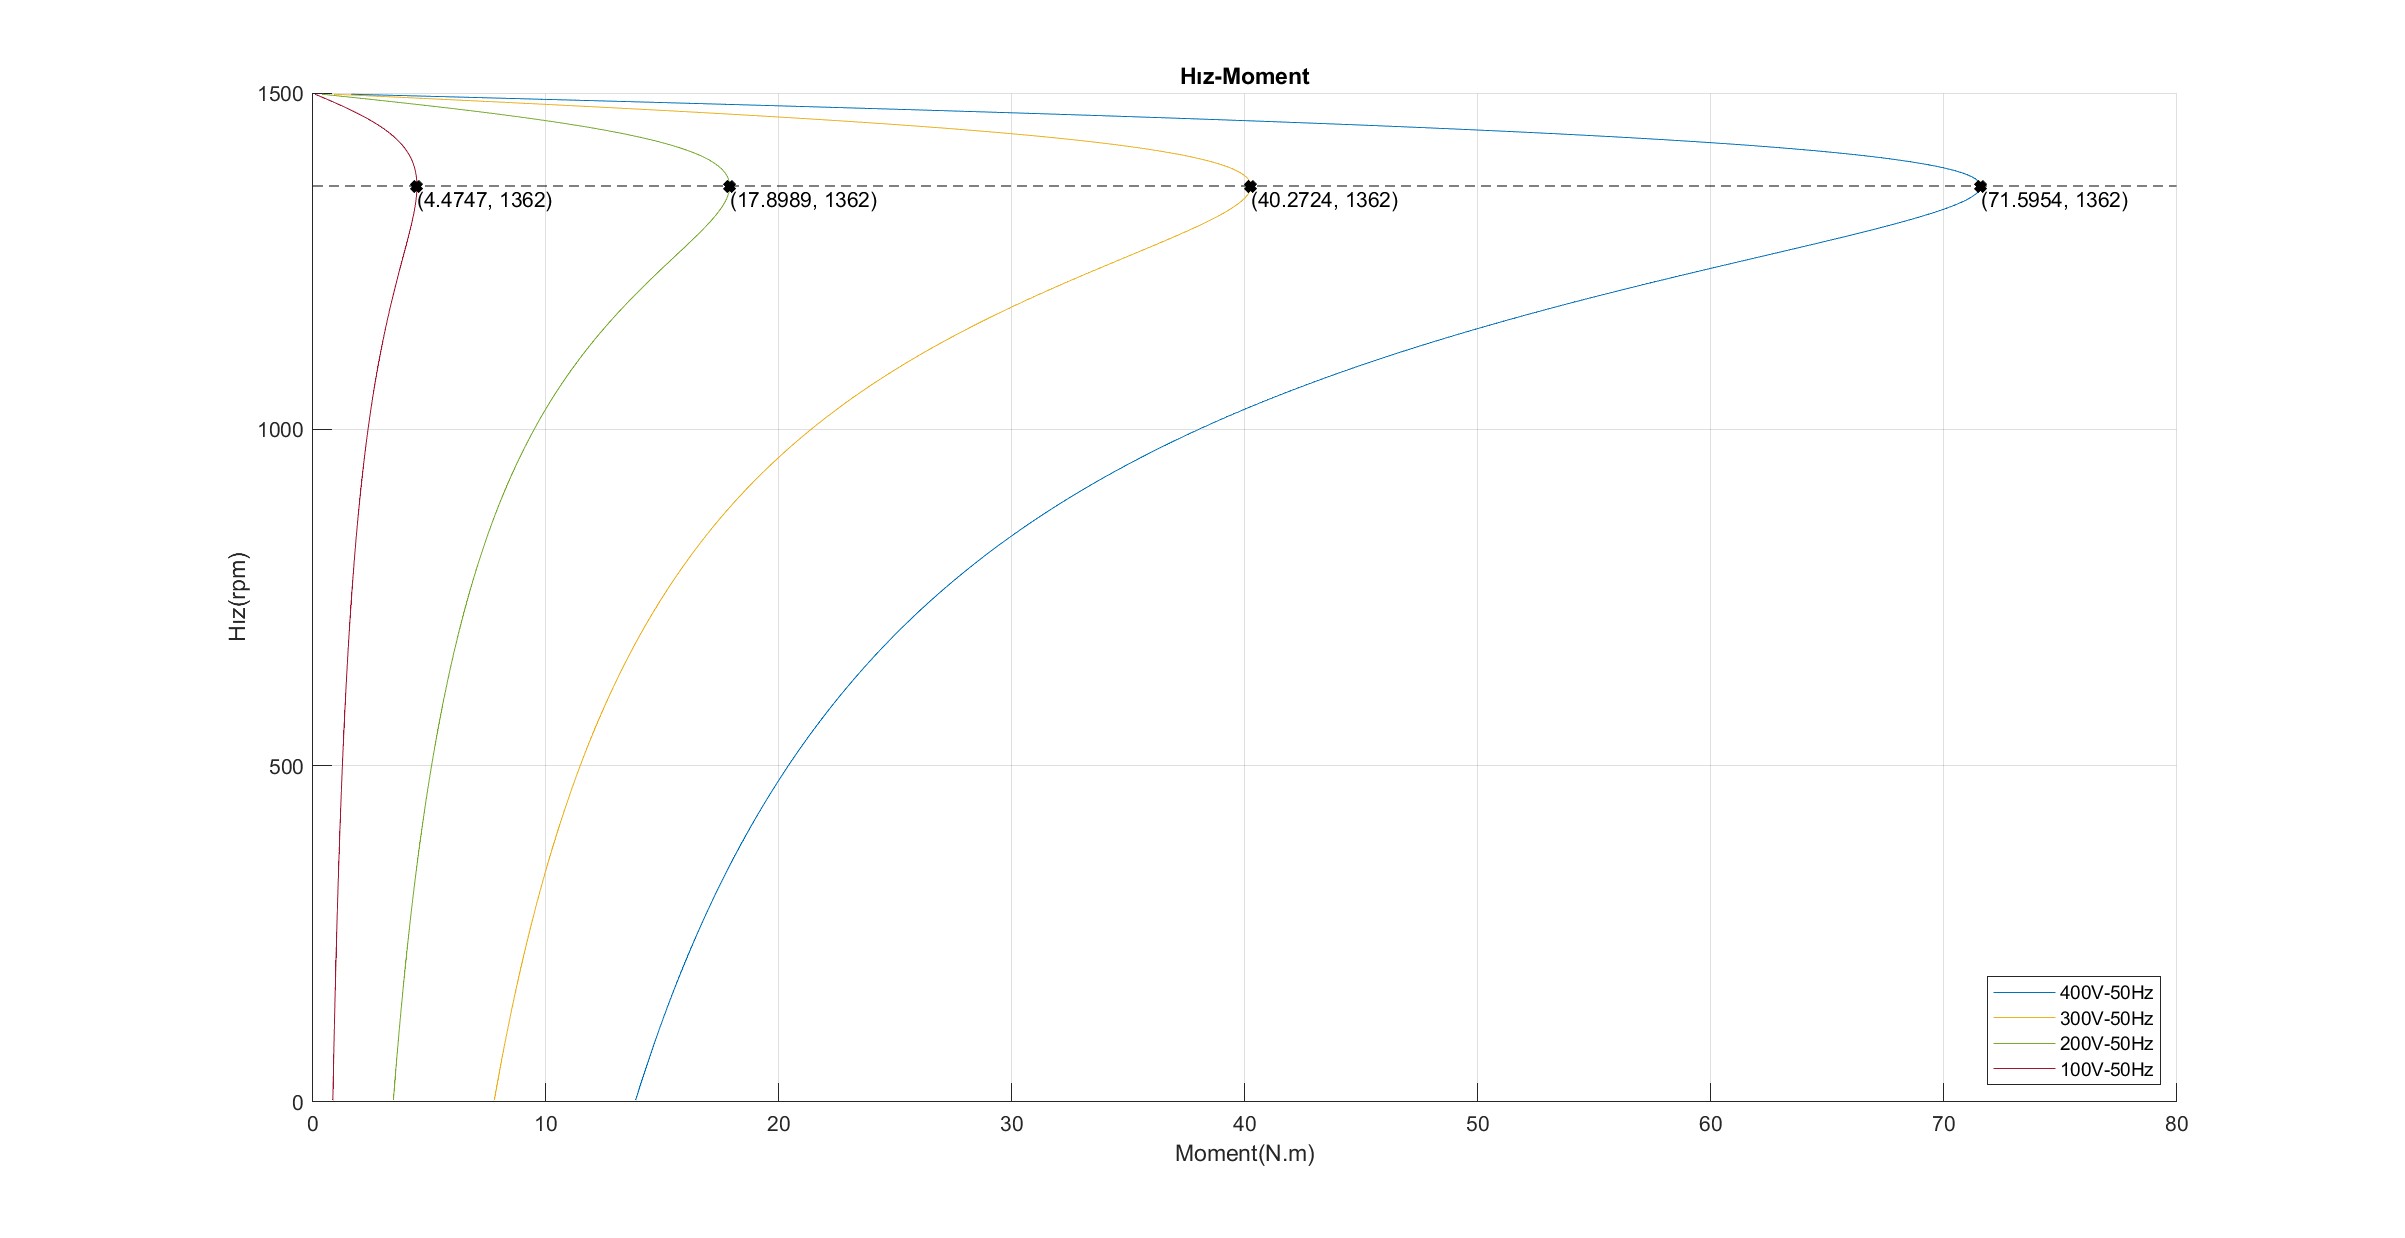 Hız-Moment
1500
(4.4747, 1362)
(17.8989, 1362)
(40.2724, 1362)
(71.5954, 1362)
1000
Hız(rpm)
500
400V-50Hz
300V-50Hz
200V-50Hz
100V-50Hz
0
0 10 20 30 40 50 60 70 80
Moment(N.m)